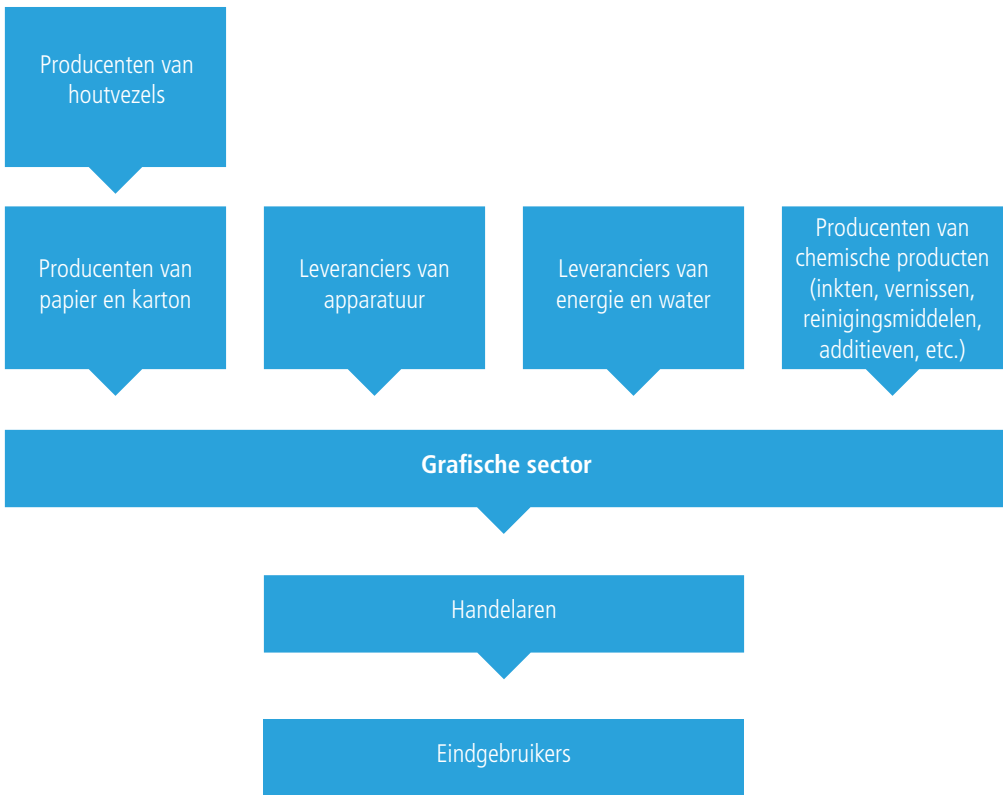 Producenten van
houtvezels
Producenten van
papier en karton
Leveranciers van
apparatuur
Leveranciers van
energie en water
Producenten van
chemische producten
(inkten, vernissen,
reinigingsmiddelen,
additieven, etc.)
Grafische sector
Handelaren
Eindgebruikers